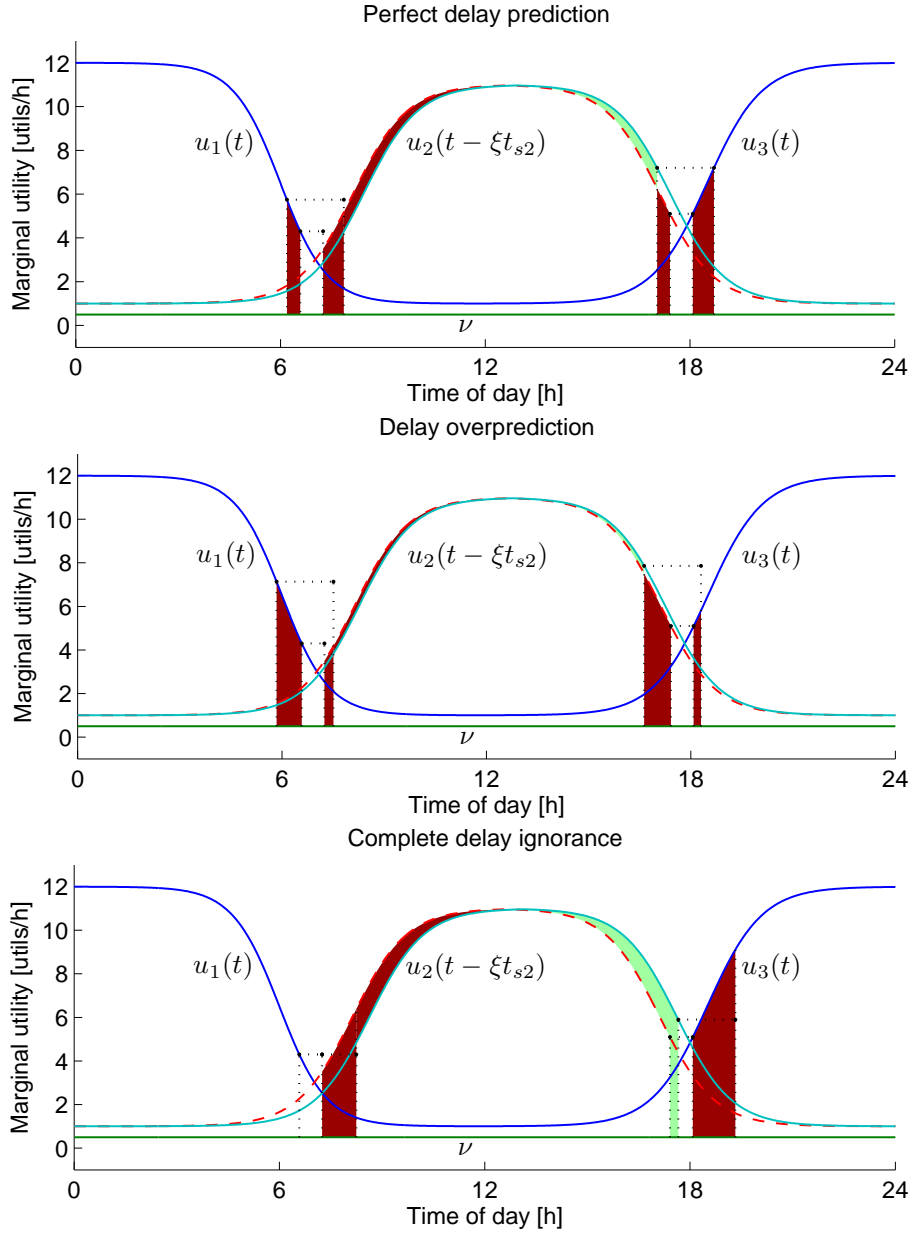 Perfect delay prediction
Marginal utility [utils/h]
12
10
8
6
4
2
0
u₁(t)
u₂(t − ξtₛ₂)
u₃(t)
ν
0 6 12 18 24
Time of day [h]
Delay overprediction
Marginal utility [utils/h]
12
10
8
6
4
2
0
u₁(t)
u₂(t − ξtₛ₂)
u₃(t)
ν
0 6 12 18 24
Time of day [h]
Complete delay ignorance
Marginal utility [utils/h]
12
10
8
6
4
2
0
u₁(t)
u₂(t − ξtₛ₂)
u₃(t)
ν
0 6 12 18 24
Time of day [h]